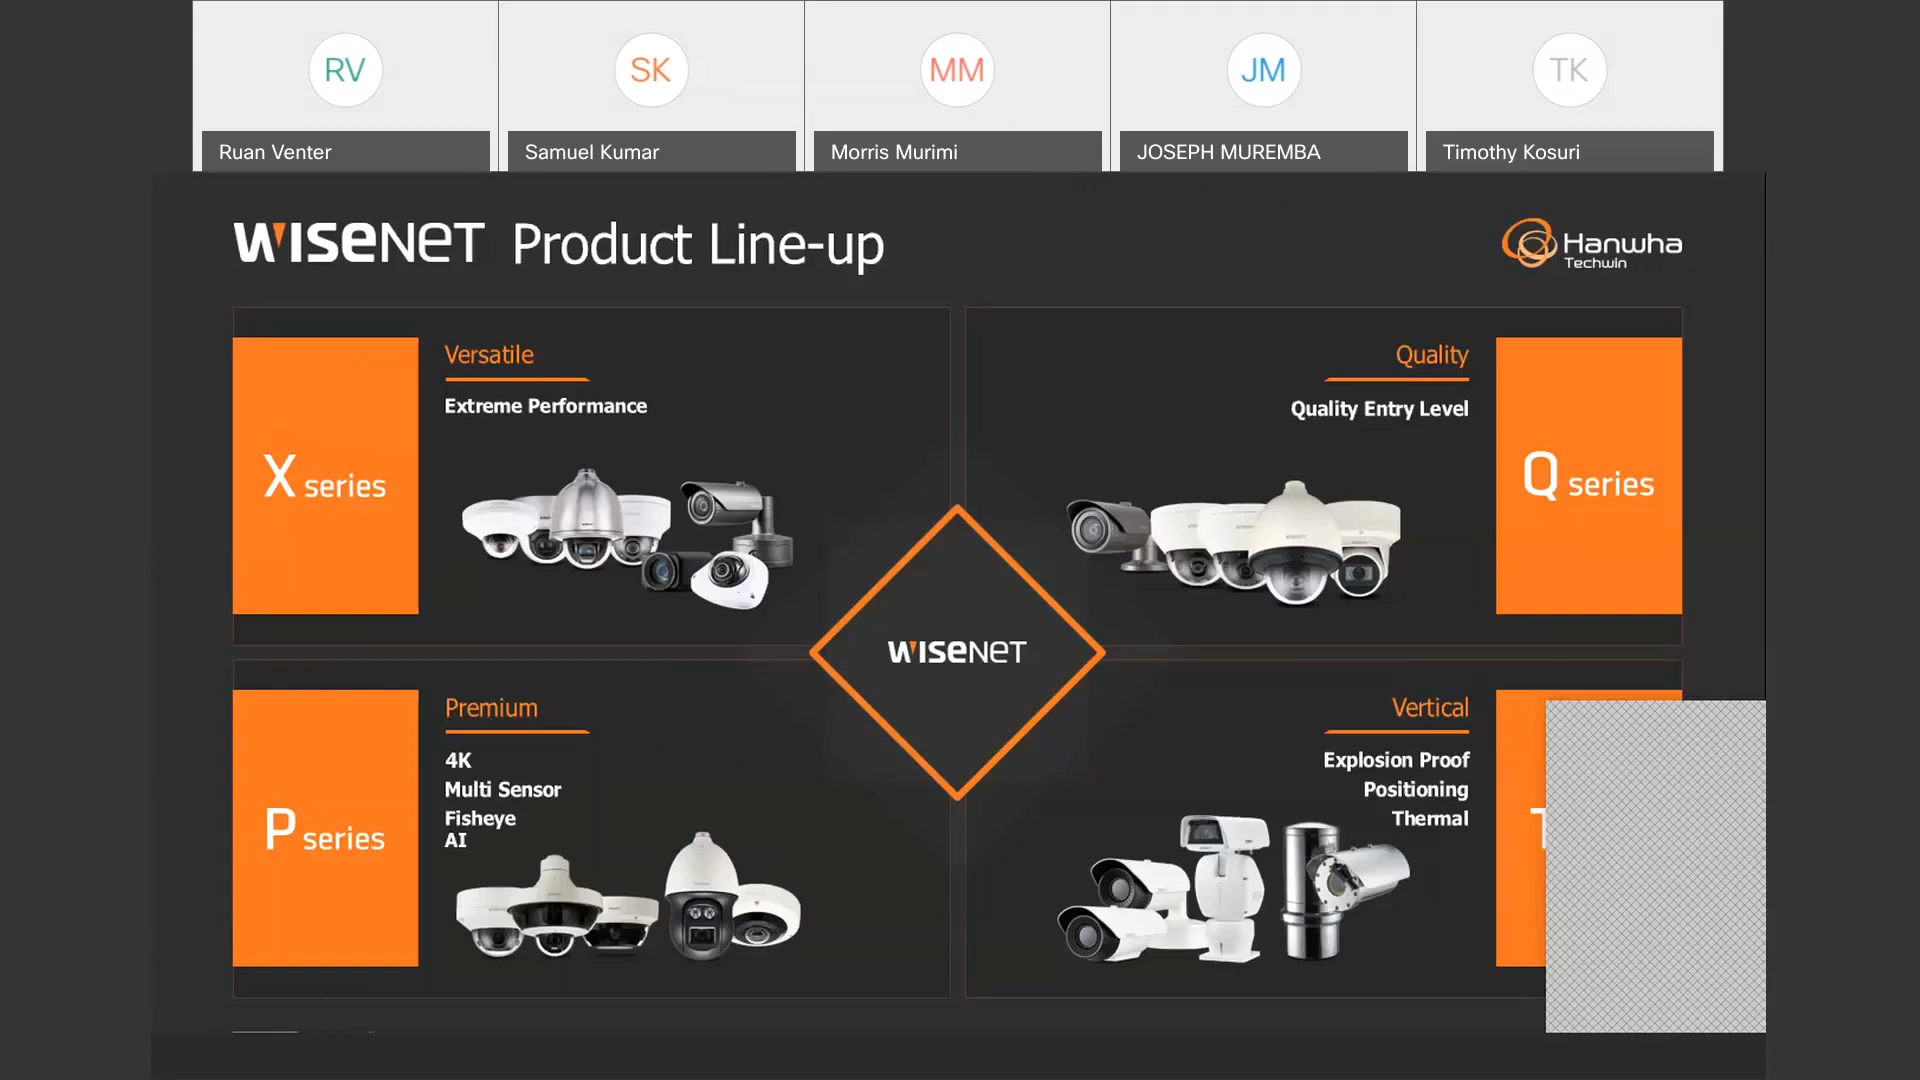 RV
SK
MM
JM
TK
Ruan Venter
Samuel Kumar
Morris Murimi
JOSEPH MUREMBA
Timothy Kosuri
WISENET Product Line-up
Hanwha
Techwin
X series
Versatile
Extreme Performance
Quality
Quality Entry Level
Q series
WISENET
P series
Premium
4K
Multi Sensor
Fisheye
AI
Vertical
Explosion Proof
Positioning
Thermal